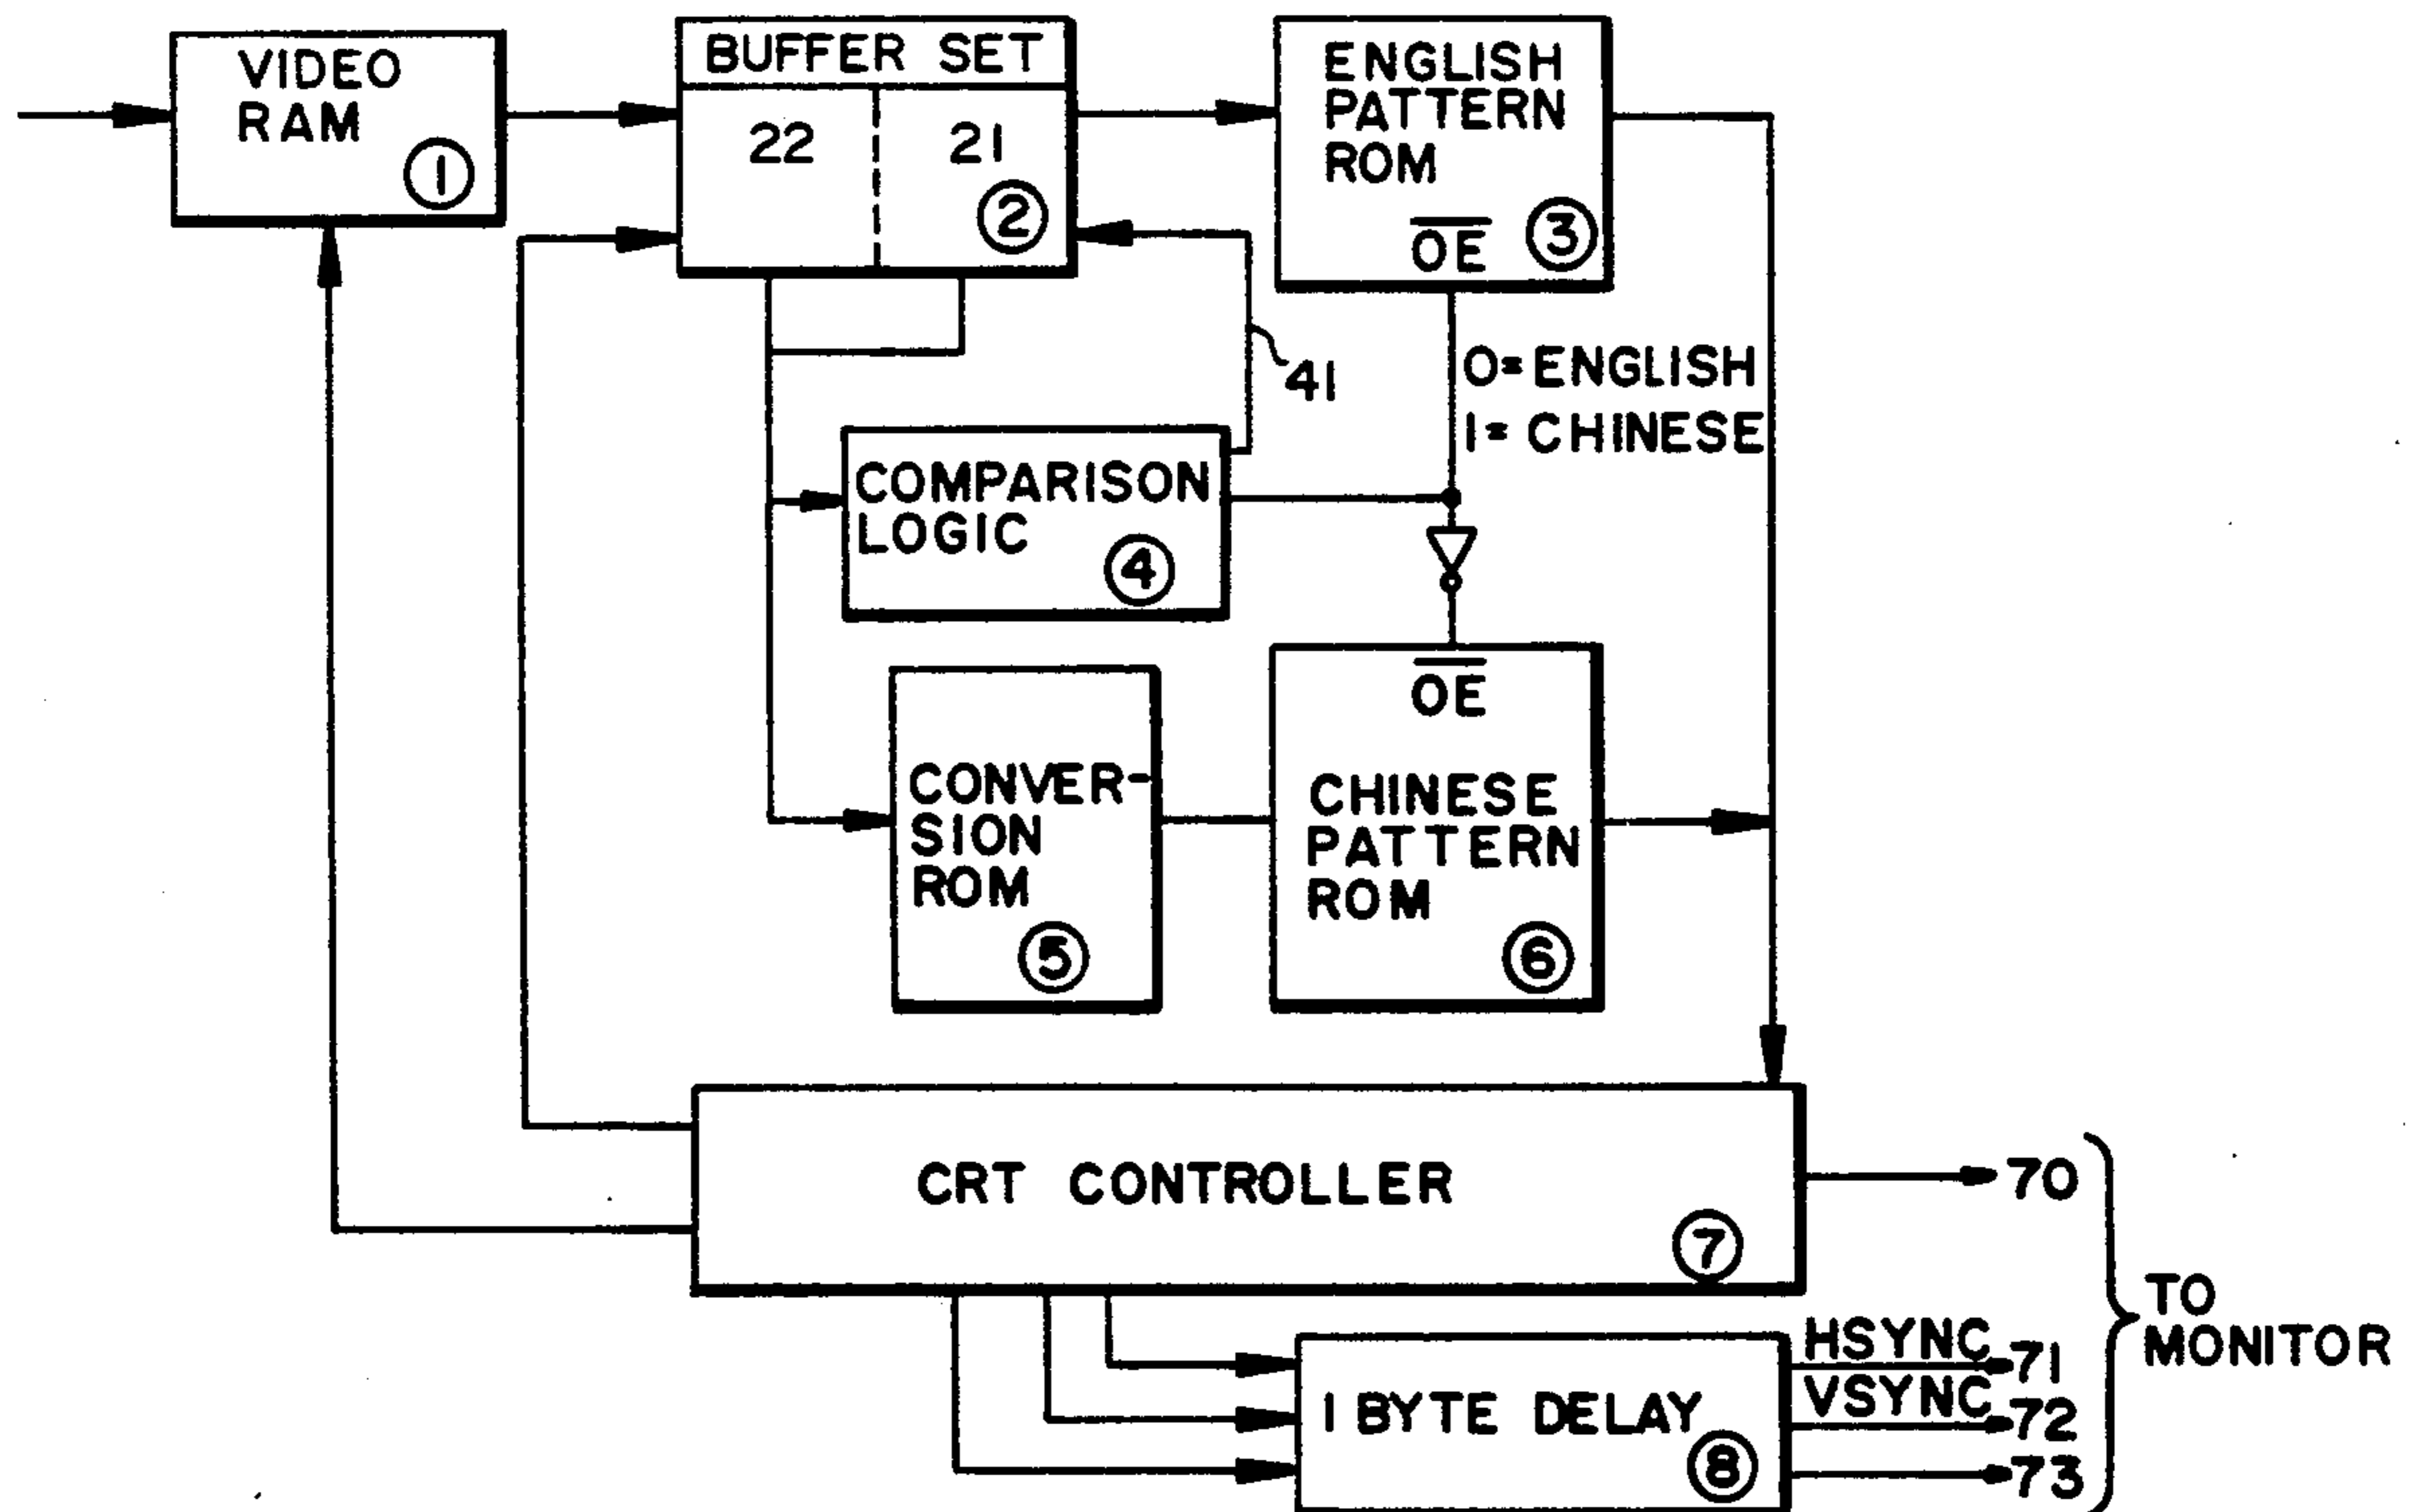 VIDEO
RAM
①
BUFFER SET
22
21
②
ENGLISH
PATTERN
ROM
OE
③
41
0=ENGLISH
1=CHINESE
COMPARISON
LOGIC
④
CONVER-
SION
ROM
⑤
OE
CHINESE
PATTERN
ROM
⑥
CRT CONTROLLER
⑦
70
1 BYTE DELAY
⑧
HSYNC
71
VSYNC
72
73
TO
MONITOR